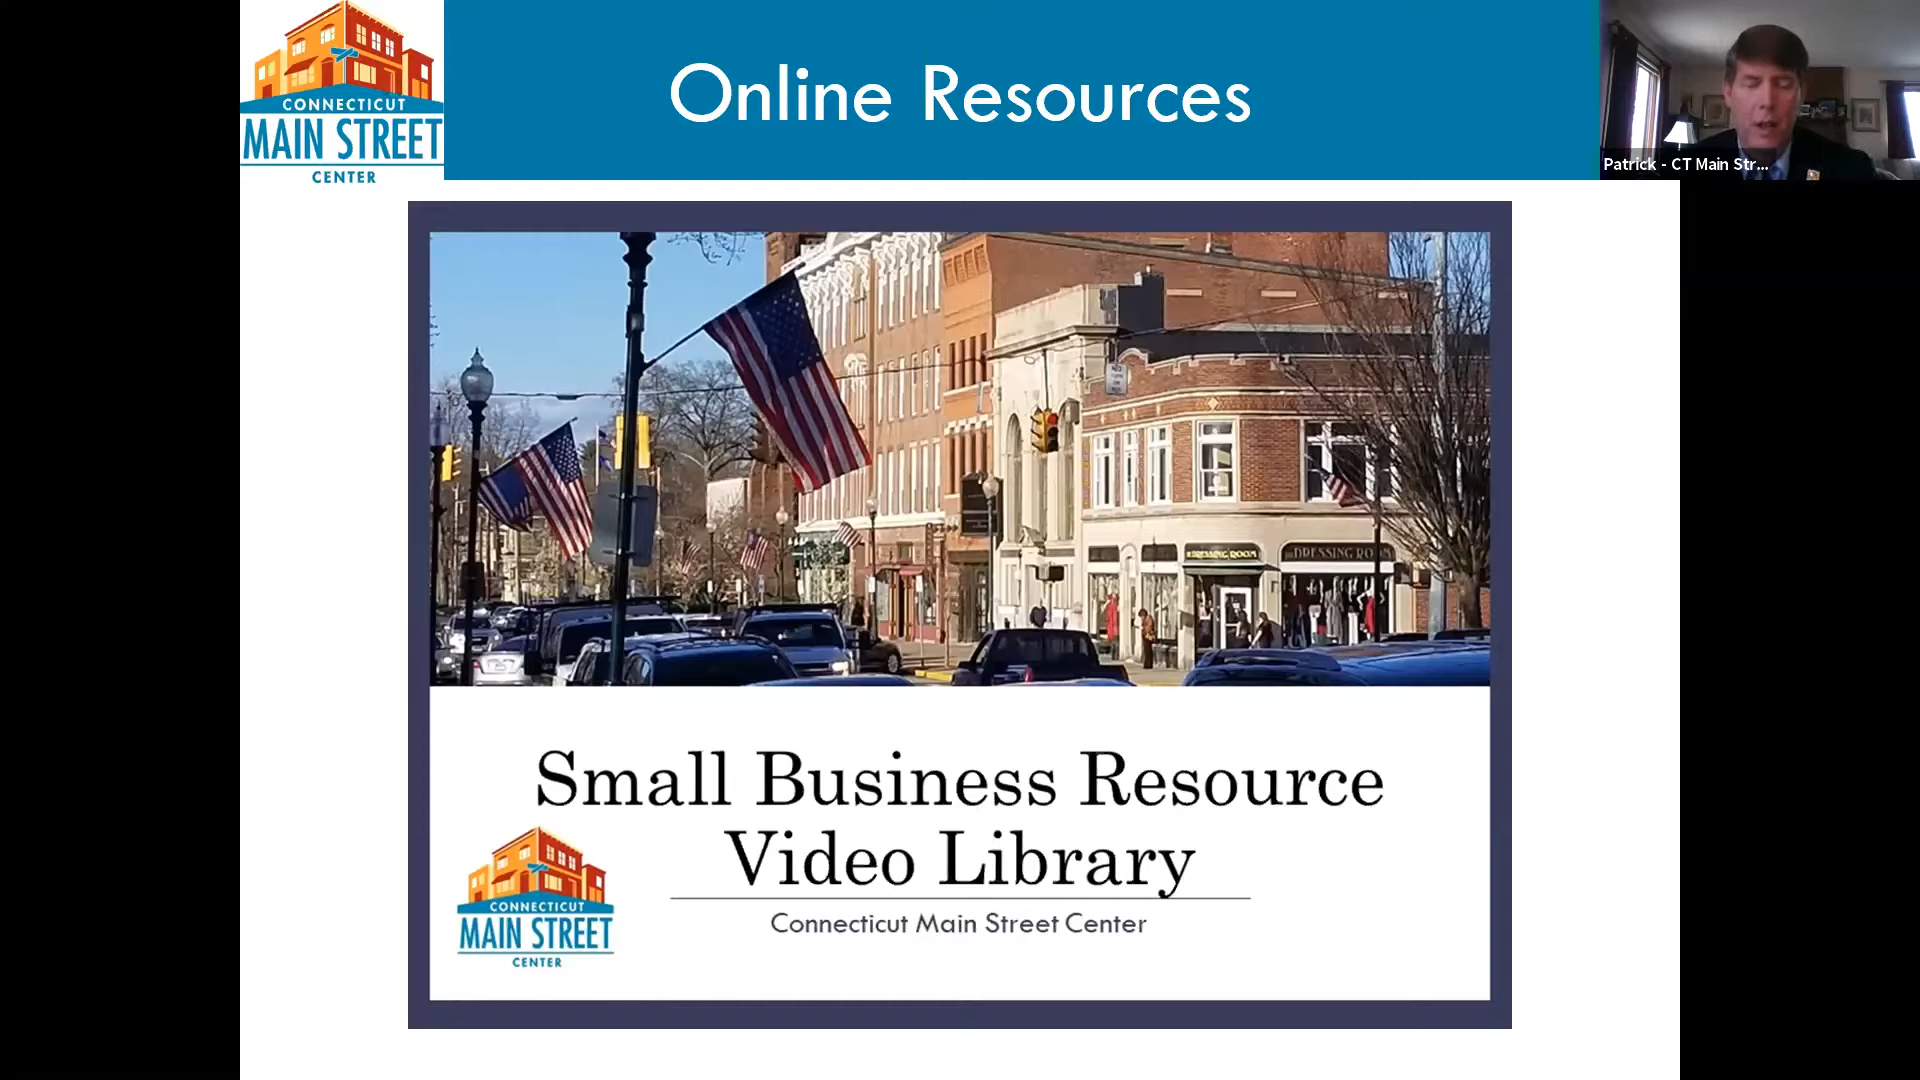 CONNECTICUT
MAIN STREET
CENTER
Online Resources
Patrick - CT Main Str...
DRESSING ROOM
DRESSING ROOM
Small Business Resource
Video Library
Connecticut Main Street Center
CONNECTICUT
MAIN STREET
CENTER